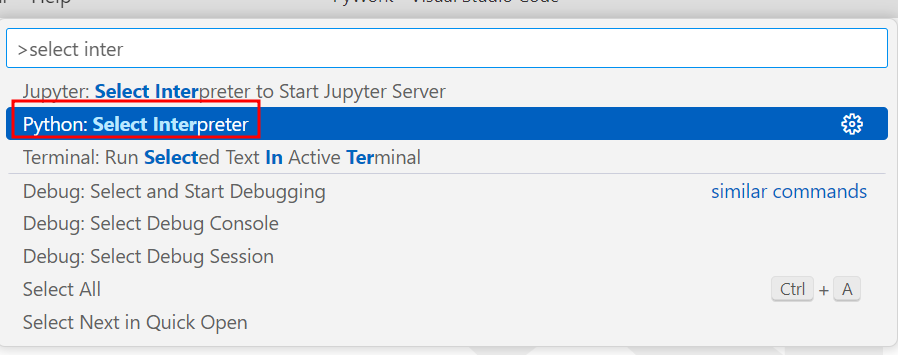 Help
PyWork
Visual Studio Code
>select inter
Jupyter: Select Interpreter to Start Jupyter Server
Python: Select Interpreter
Terminal: Run Selected Text In Active Terminal
Debug: Select and Start Debugging similar commands
Debug: Select Debug Console
Debug: Select Debug Session
Select All Ctrl + A
Select Next in Quick Open